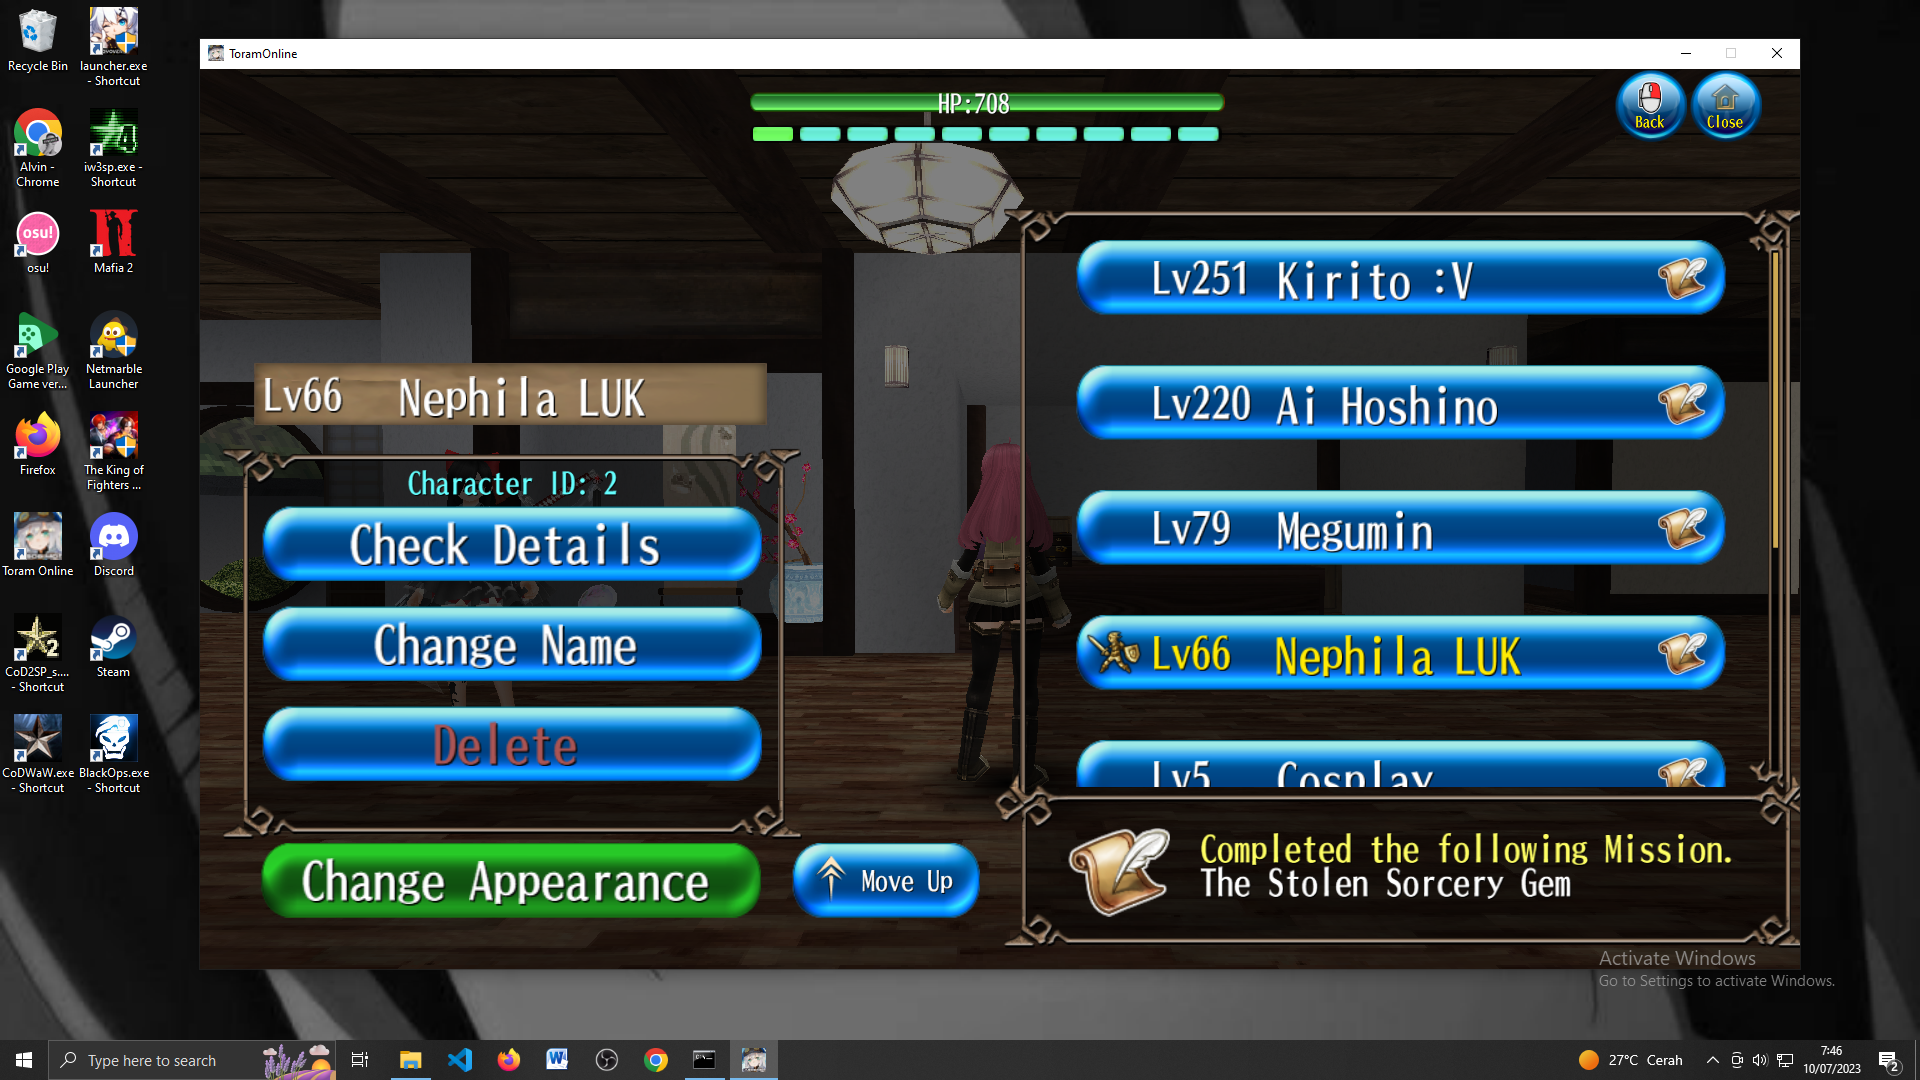 Recycle Bin
launcher.exe
- Shortcut
Alvin -
Chrome
iw3sp.exe -
Shortcut
osu!
osu!
Mafia 2
Google Play
Game ver...
Netmarble
Launcher
Firefox
The King of
Fighters ...
Toram Online
Discord
CoD2SP_s....
- Shortcut
Steam
CoDWaW.exe
- Shortcut
BlackOps.exe
- Shortcut
ToramOnline
HP:708
Back
Close
Lv66 Nephila LUK
Character ID: 2
Check Details
Change Name
Delete
Change Appearance
Move Up
Lv251 Kirito :V
Lv220 Ai Hoshino
Lv79 Megumin
Lv66 Nephila LUK
Lv5 Cosplay
Completed the following Mission.
The Stolen Sorcery Gem
Activate Windows
Go to Settings to activate Windows.
Type here to search
27°C Cerah
7:46
10/07/2023
2